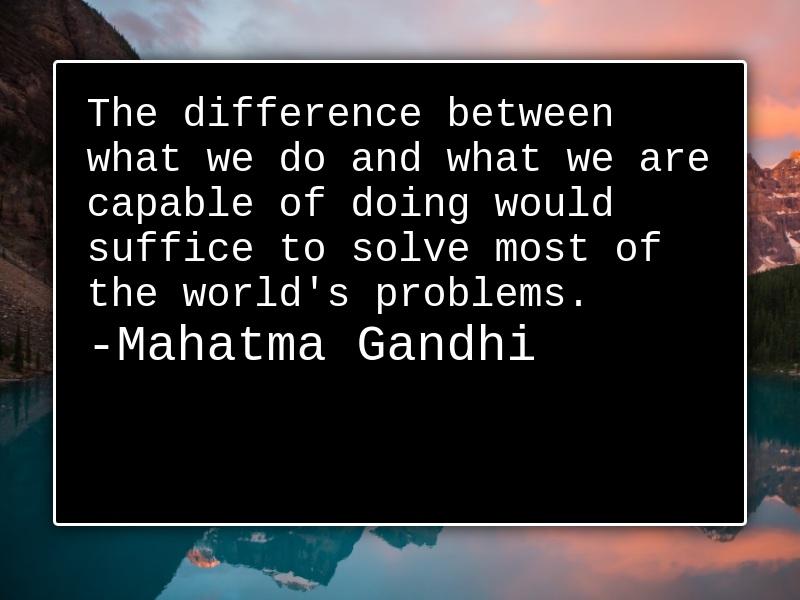 The difference between
what we do and what we are
capable of doing would
suffice to solve most of
the world's problems.
-Mahatma Gandhi